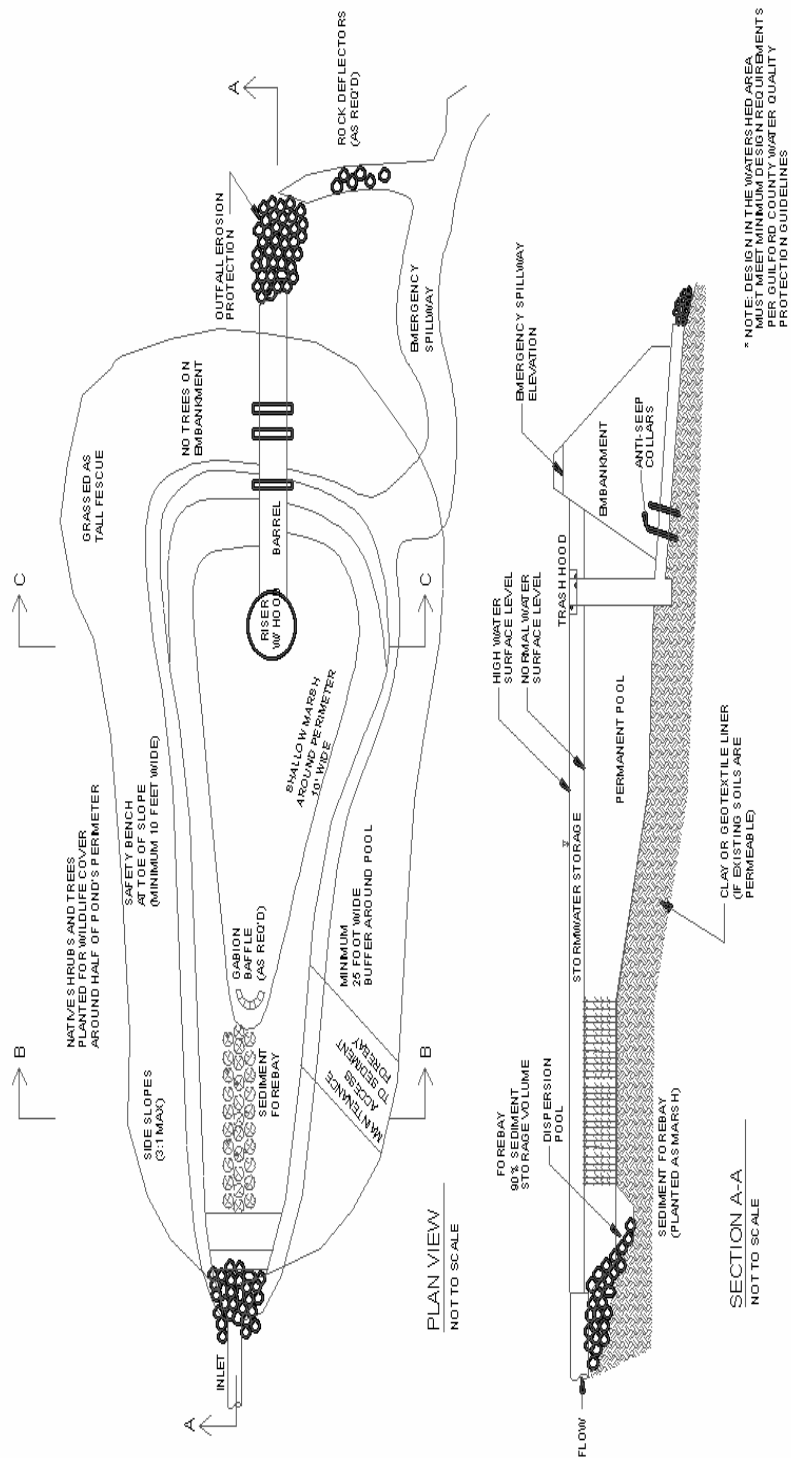 NATIVE SHRUBS AND TREES
PLANTED FOR WILDLIFE COVER
AROUND HALF OF POND'S PERIMETER
B
C
GRASSED AS
TALL FESCUE
SIDE SLOPES
(3:1 MAX)
SAFETY BENCH
AT TOE OF SLOPE
(MINIMUM 10 FEET WIDE)
NO TREES ON
EMBANKMENT
OUTFALL EROSION
PROTECTION
A
INLET
A
SEDIMENT
FOREBAY
GABION
BAFFLE
(AS REQ'D)
RISER
W/ HOOD
BARREL
SHALLOW MARSH
AROUND PERIMETER
10' WIDE
ROCK DEFLECTORS
(AS REQ'D)
EMERGENCY
SPILLWAY
MAINTENANCE
ACCESS
TO SEDIMENT
FOREBAY
MINIMUM
25 FOOT WIDE
BUFFER AROUND POOL
B
C
PLAN VIEW
NOT TO SCALE
FOREBAY
90% SEDIMENT
STORAGE VOLUME
DISPERSION
POOL
HIGH WATER
SURFACE LEVEL
NORMAL WATER
SURFACE LEVEL
EMERGENCY SPILLWAY
ELEVATION
FLOW
STORMWATER STORAGE
TRASH HOOD
EMBANKMENT
PERMANENT POOL
ANTI-SEEP
COLLARS
SEDIMENT FOREBAY
(PLANTED AS MARSH)
CLAY OR GEOTEXTILE LINER
(IF EXISTING SOILS ARE
PERMEABLE)
SECTION A-A
NOT TO SCALE
* NOTE: DESIGN IN THE WATERSHED AREA
MUST MEET MINIMUM DESIGN REQUIREMENTS
PER GUILFORD COUNTY WATER QUALITY
PROTECTION GUIDELINES